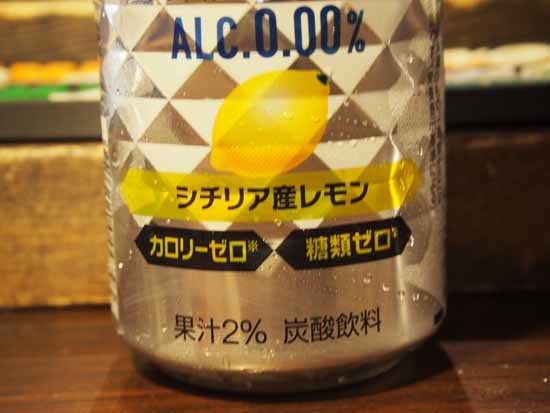 ALC.0.00%
シチリア産レモン
カロリーゼロ※ 糖類ゼロ※
果汁2% 炭酸飲料